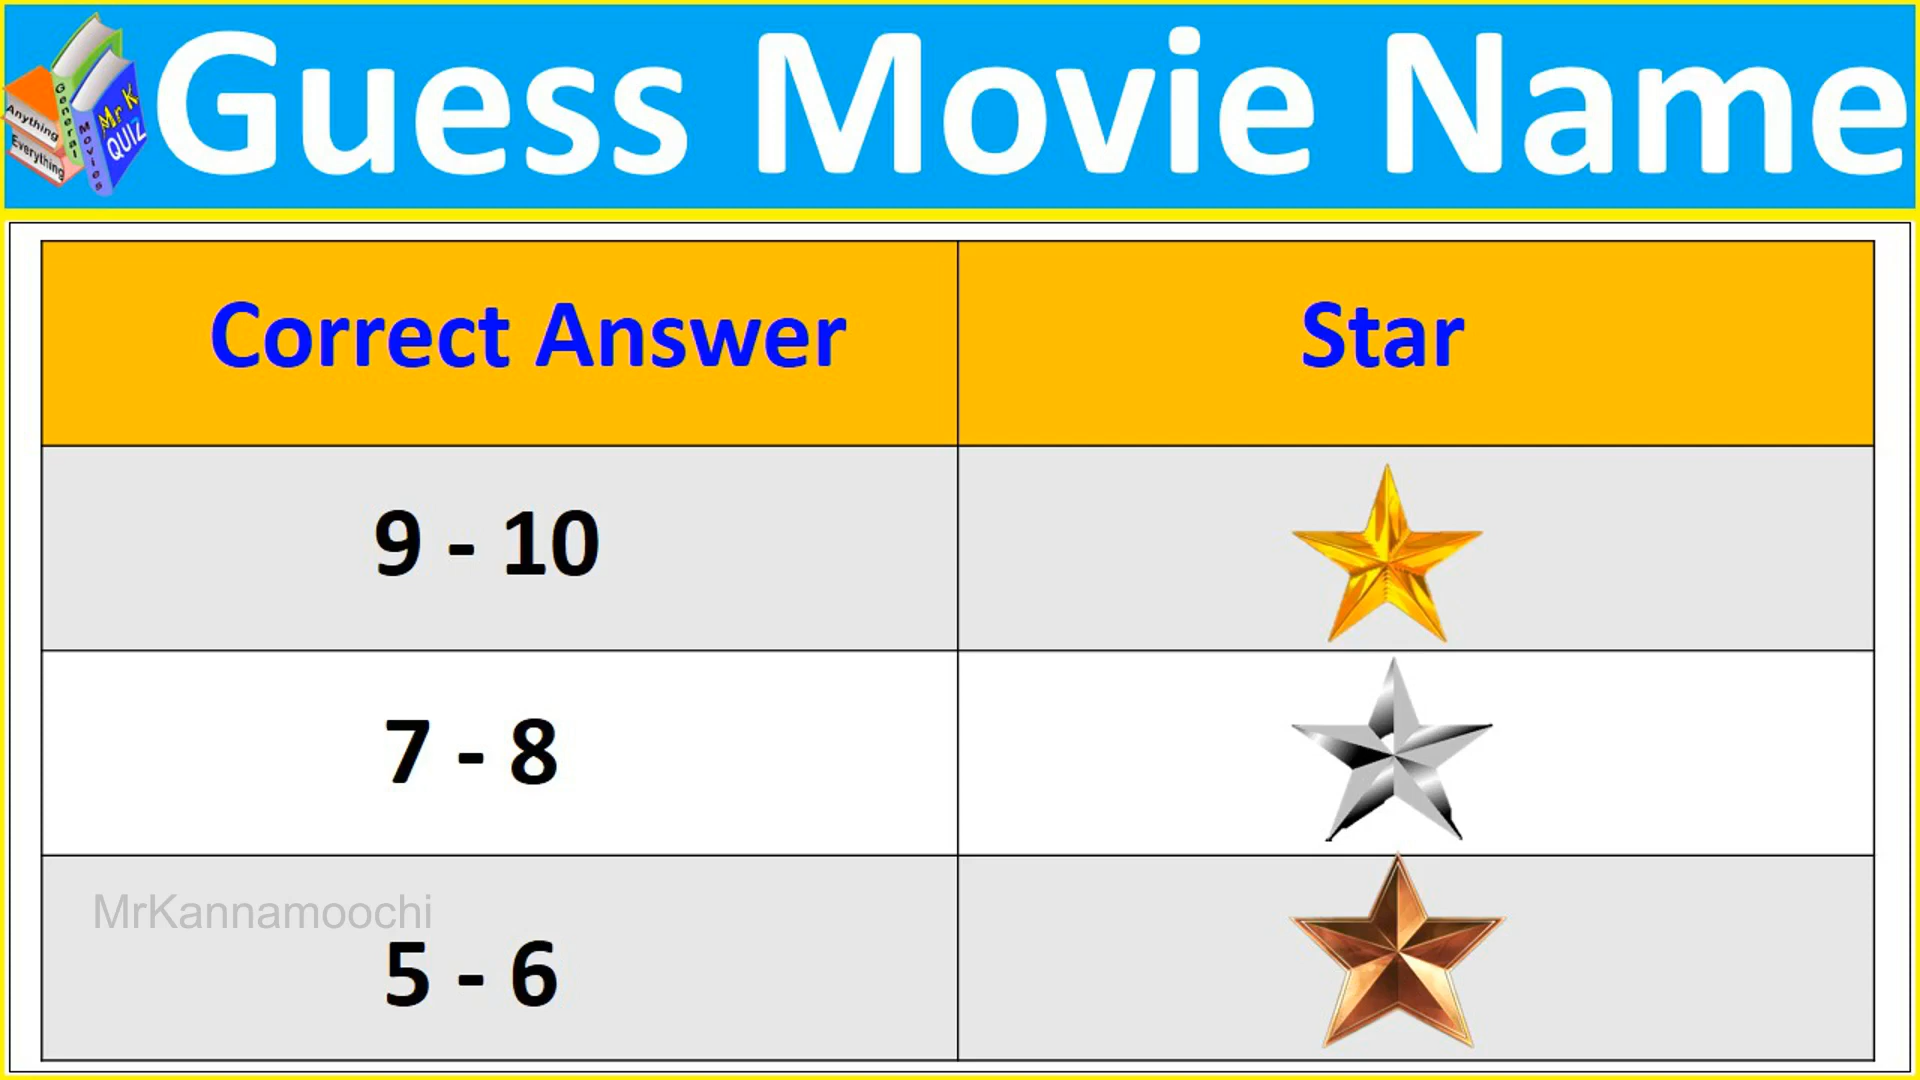 Guess Movie Name
Anything
Everything
General
Movies
Mr K
QUIZ
Correct Answer
Star
9 - 10
7 - 8
MrKannamoochi
5 - 6